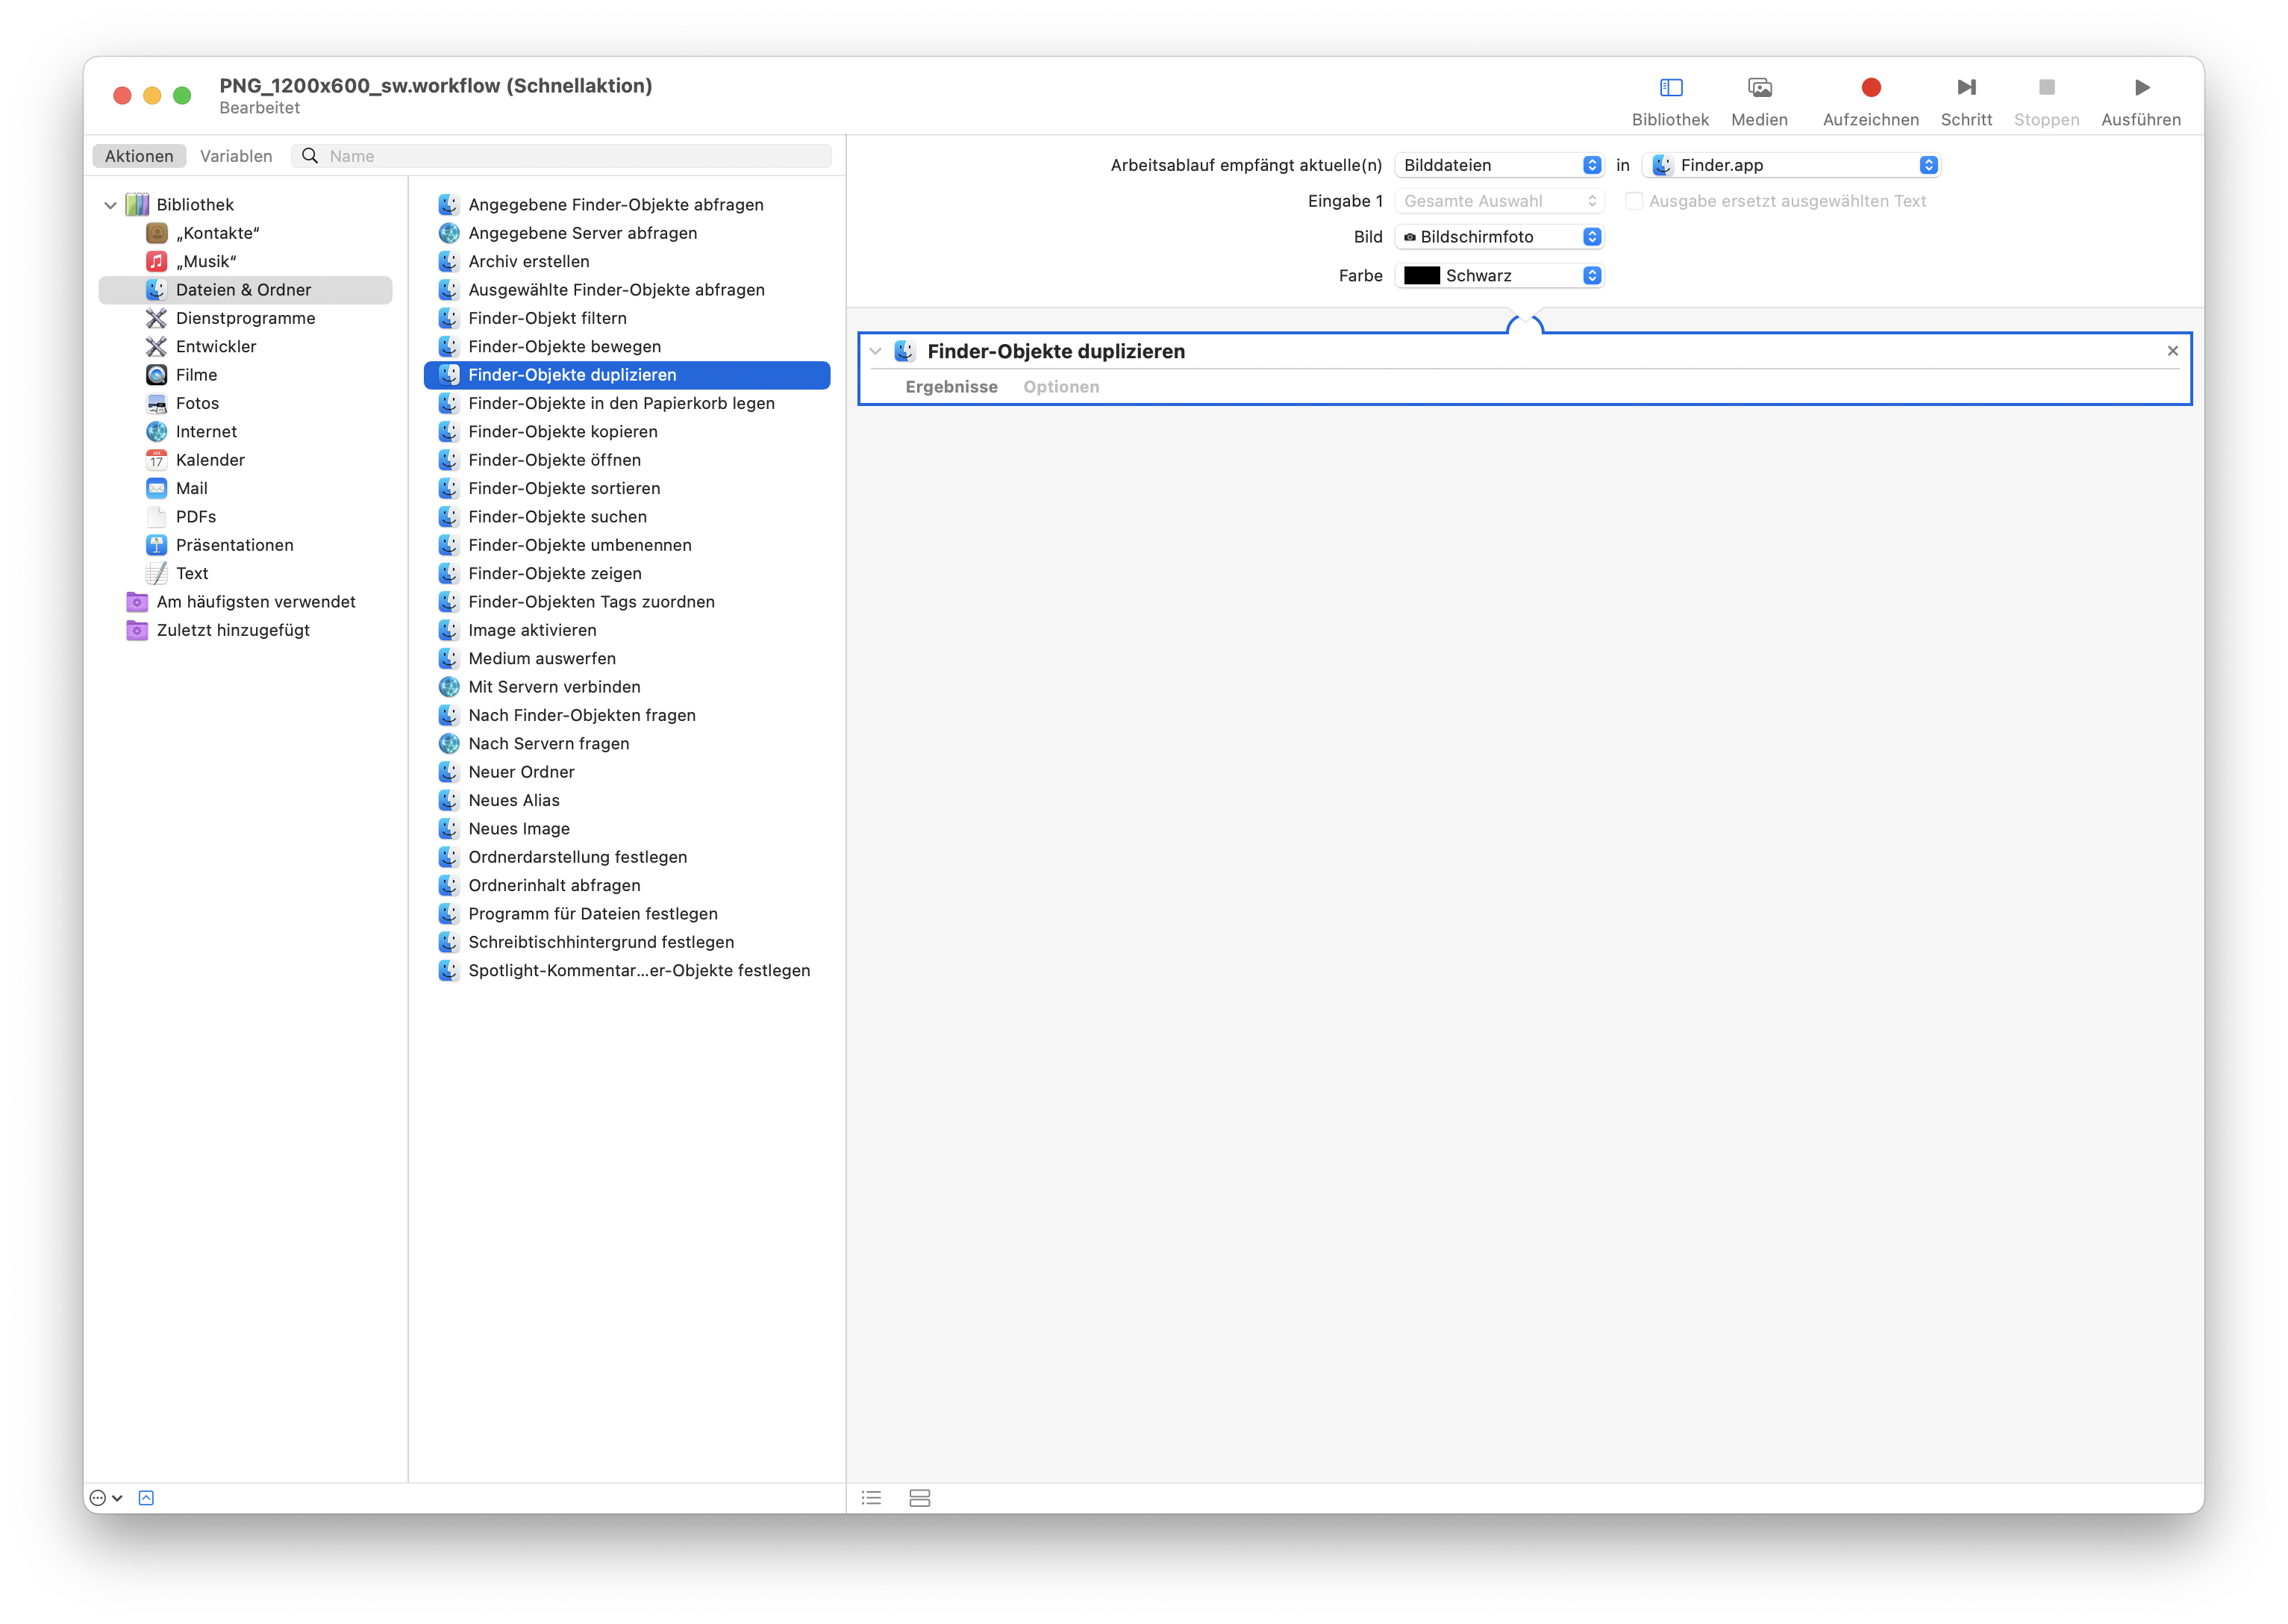 PNG_1200x600_sw.workflow (Schnellaktion)
Bearbeitet
Bibliothek
Medien
Aufzeichnen
Schritt
Stoppen
Ausführen
Aktionen
Variablen
Name
Bibliothek
„Kontakte“
„Musik“
Dateien & Ordner
Dienstprogramme
Entwickler
Filme
Fotos
Internet
Kalender
Mail
PDFs
Präsentationen
Text
Am häufigsten verwendet
Zuletzt hinzugefügt
Angegebene Finder-Objekte abfragen
Angegebene Server abfragen
Archiv erstellen
Ausgewählte Finder-Objekte abfragen
Finder-Objekt filtern
Finder-Objekte bewegen
Finder-Objekte duplizieren
Finder-Objekte in den Papierkorb legen
Finder-Objekte kopieren
Finder-Objekte öffnen
Finder-Objekte sortieren
Finder-Objekte suchen
Finder-Objekte umbenennen
Finder-Objekte zeigen
Finder-Objekten Tags zuordnen
Image aktivieren
Medium auswerfen
Mit Servern verbinden
Nach Finder-Objekten fragen
Nach Servern fragen
Neuer Ordner
Neues Alias
Neues Image
Ordnerdarstellung festlegen
Ordnerinhalt abfragen
Programm für Dateien festlegen
Schreibtischhintergrund festlegen
Spotlight-Kommentar...er-Objekte festlegen
Arbeitsablauf empfängt aktuelle(n) Bilddateien in Finder.app
Eingabe 1 Gesamte Auswahl Ausgabe ersetzt ausgewählten Text
Bild Bildschirmfoto
Farbe Schwarz
Finder-Objekte duplizieren
Ergebnisse Optionen